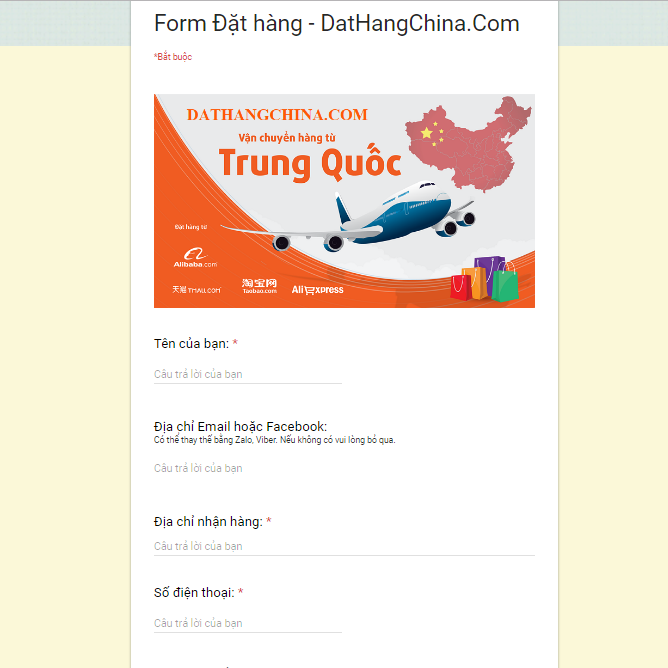 Form Đặt hàng - DatHangChina.Com
*Bắt buộc
DATHANGCHINA.COM
Vận chuyển hàng từ
Trung Quốc
Đặt hàng từ
Alibaba.com
天猫 TMALL.COM
淘宝网
Taobao.com
AliExpress
Tên của bạn: *
Câu trả lời của bạn
Địa chỉ Email hoặc Facebook:
Có thể thay thế bằng Zalo, Viber. Nếu không có vui lòng bỏ qua.
Câu trả lời của bạn
Địa chỉ nhận hàng: *
Câu trả lời của bạn
Số điện thoại: *
Câu trả lời của bạn